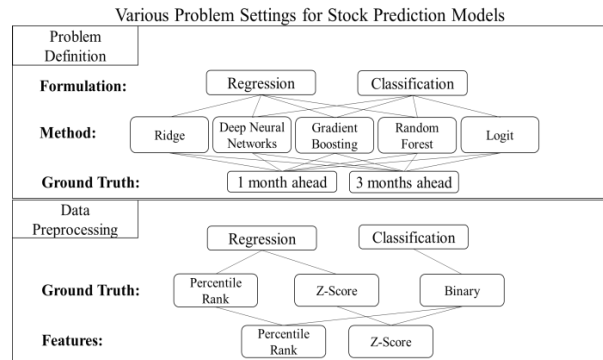 Various Problem Settings for Stock Prediction Models
Problem
Definition
Formulation:
Regression
Classification
Method:
Ridge
Deep Neural
Networks
Gradient
Boosting
Random
Forest
Logit
Ground Truth:
1 month ahead
3 months ahead
Data
Preprocessing
Regression
Classification
Ground Truth:
Percentile
Rank
Z-Score
Binary
Features:
Percentile
Rank
Z-Score